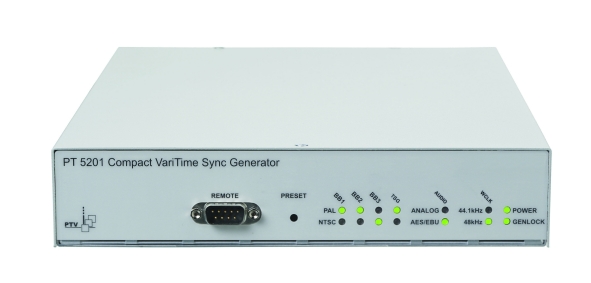 PT 5201 Compact VariTime Sync Generator
REMOTE
PRESET
BB1 BB2 BB3 TDG AUDIO WCLK
PAL ANALOG 44.1kHz POWER
NTSC AES/EBU 48kHz GENLOCK
PTV